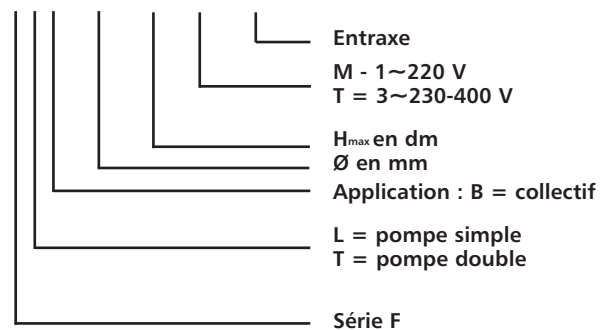 Entraxe
M - 1~220 V
T = 3~230-400 V
Hmax en dm
Ø en mm
Application : B = collectif
L = pompe simple
T = pompe double
Série F